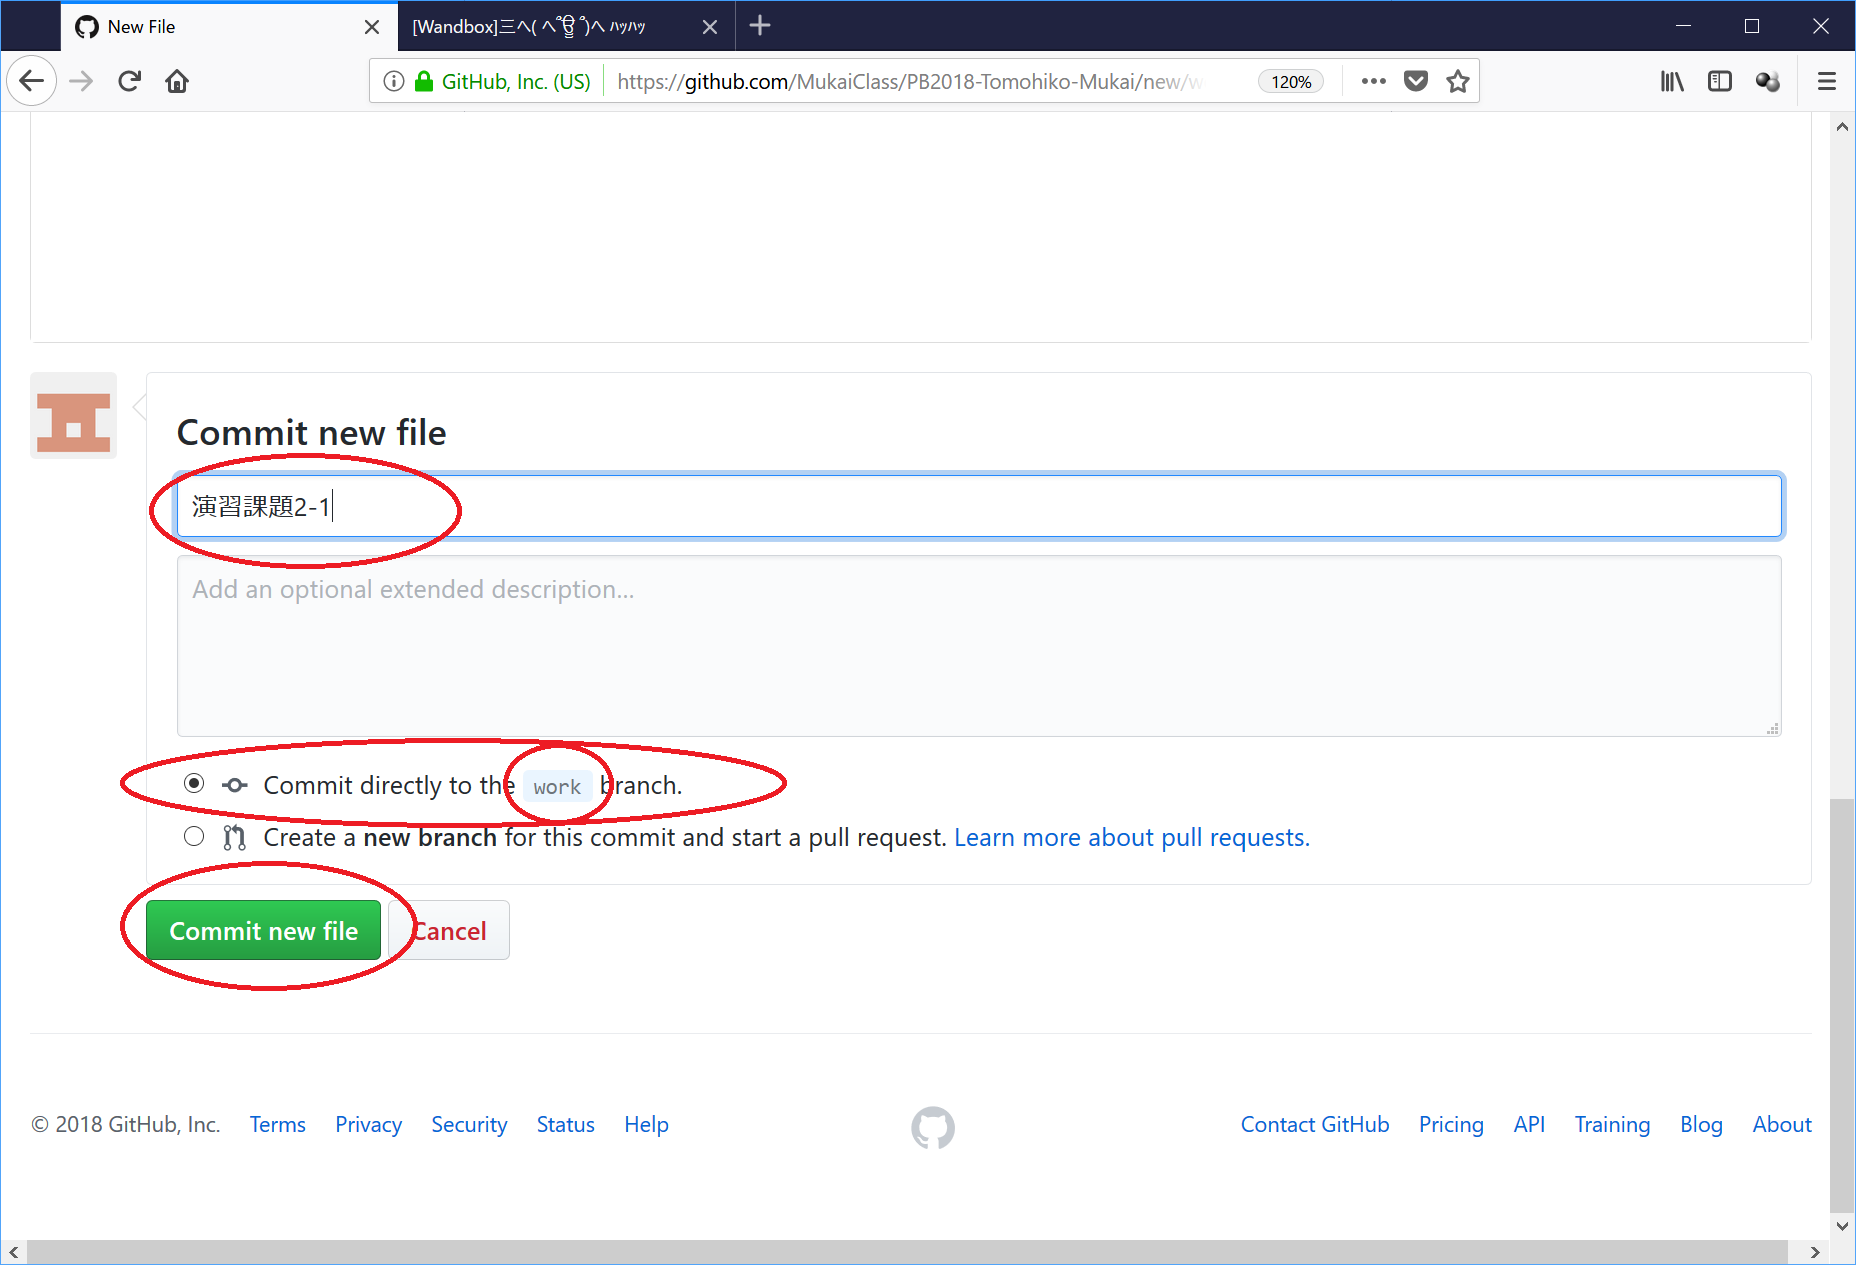 New File
[Wandbox]三へ( へ՞ਊ ՞)へ ﾊｯﾊｯ
GitHub, Inc. (US)
https://github.com/MukaiClass/PB2018-Tomohiko-Mukai/new/w
120%
Commit new file
演習課題2-1
Add an optional extended description...
Commit directly to the work branch.
Create a new branch for this commit and start a pull request. Learn more about pull requests.
Commit new file
Cancel
© 2018 GitHub, Inc. Terms Privacy Security Status Help
Contact GitHub Pricing API Training Blog About